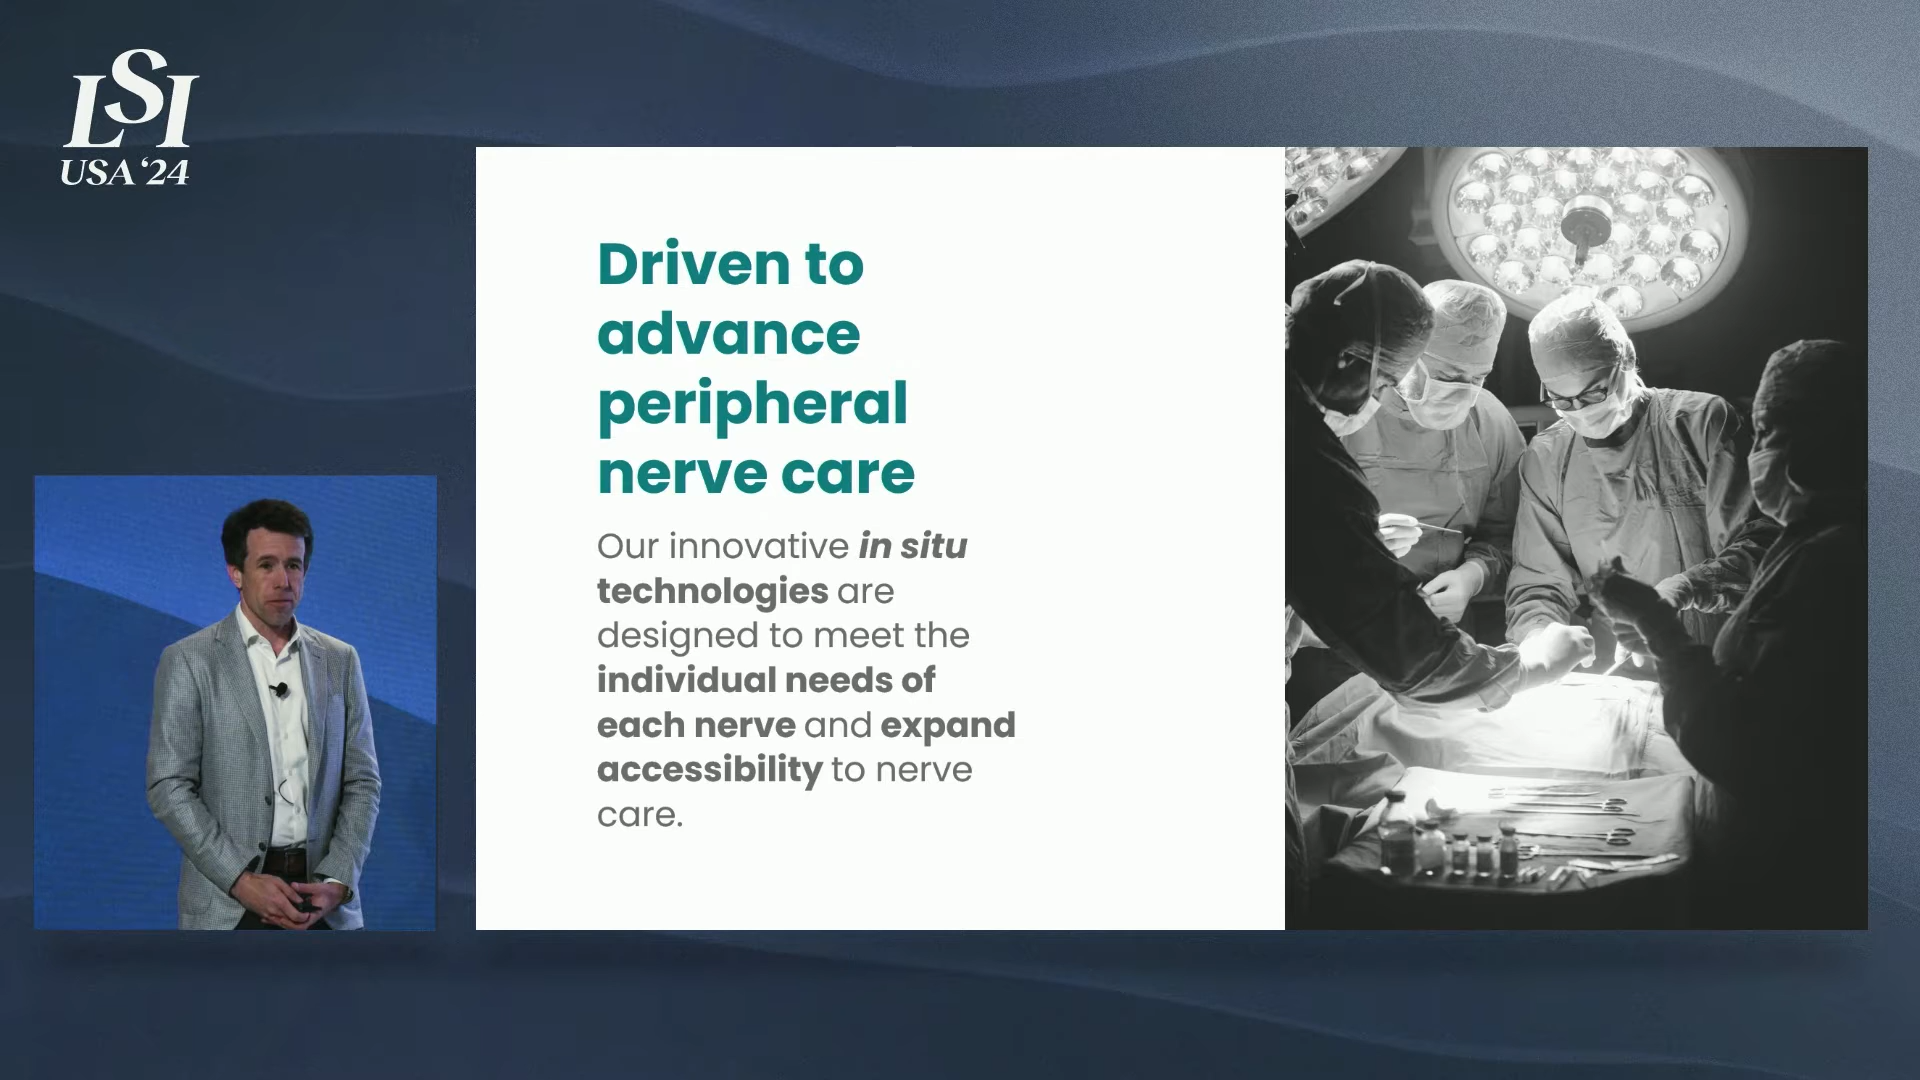 LSI
USA '24
Driven to
advance
peripheral
nerve care
Our innovative in situ
technologies are
designed to meet the
individual needs of
each nerve and expand
accessibility to nerve
care.